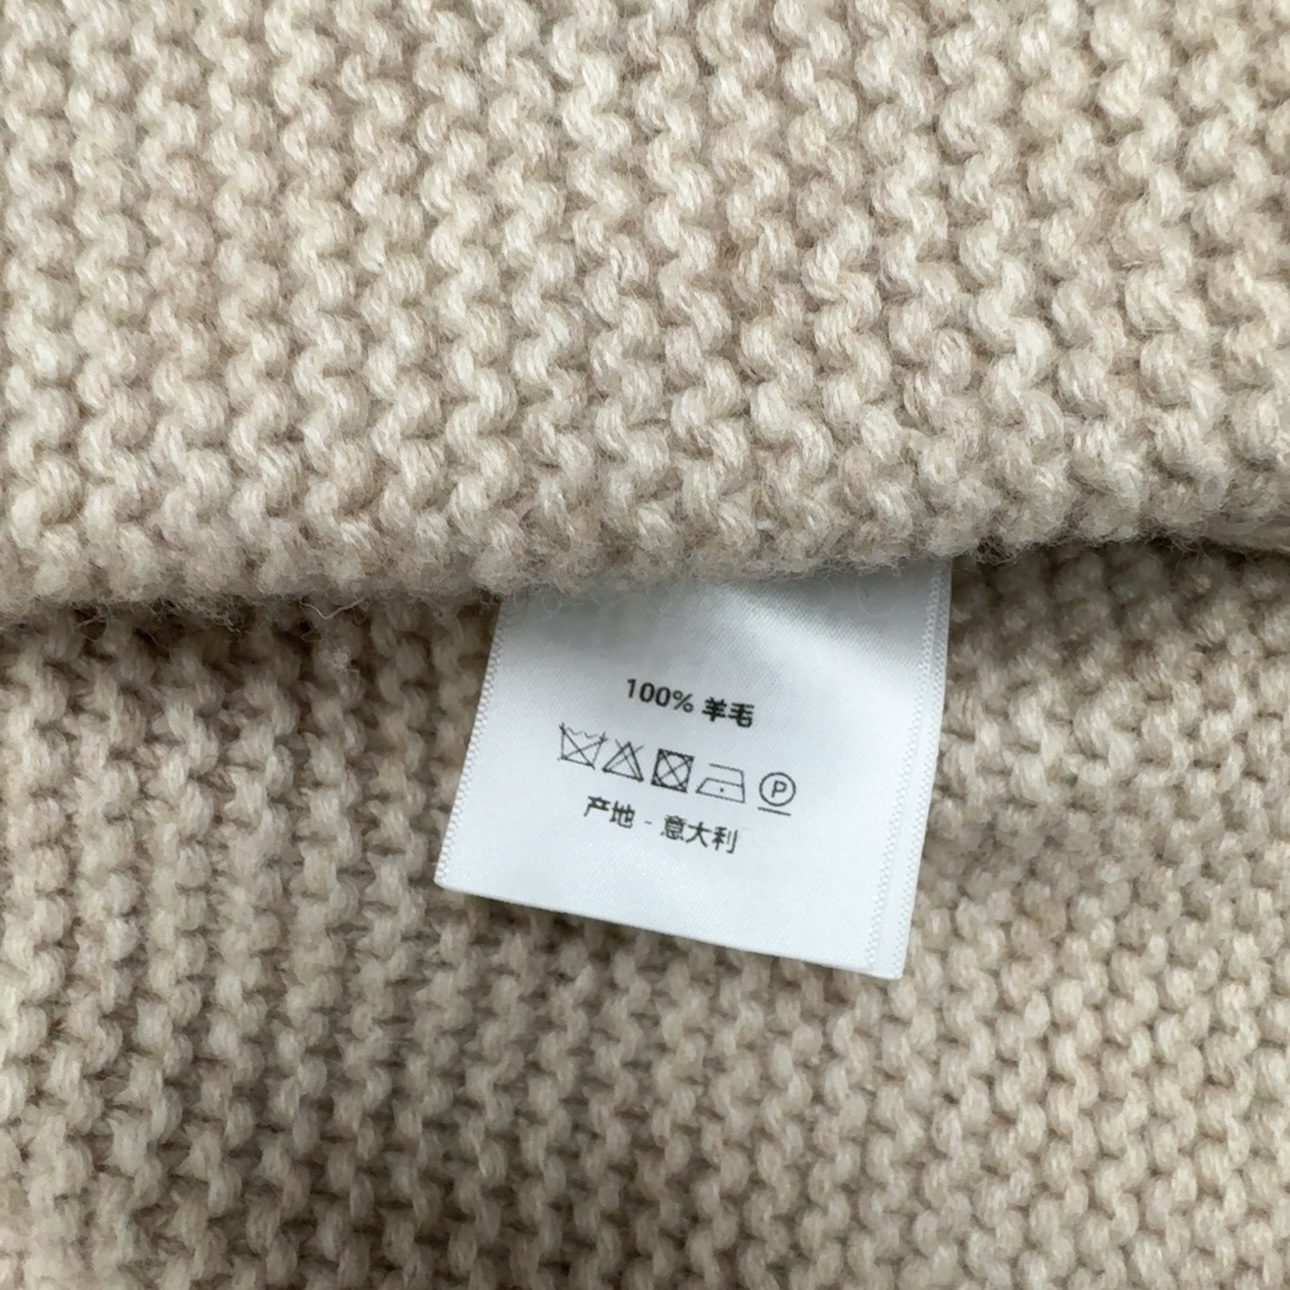 100% 羊毛
P
产地 - 意大利